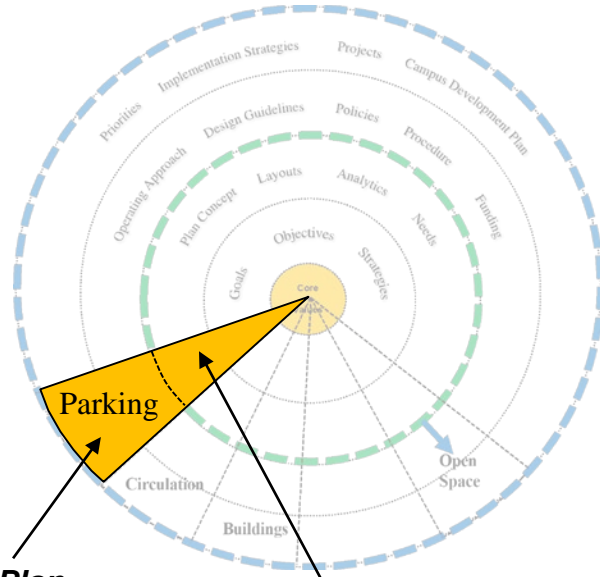 Priorities
Implementation Strategies
Projects
Campus Development Plan
Operating Approach
Design Guidelines
Policies
Procedure
Funding
Plan Concept
Layouts
Analytics
Needs
Goals
Objectives
Strategies
Core
Parking
Circulation
Buildings
Open
Space
Plan